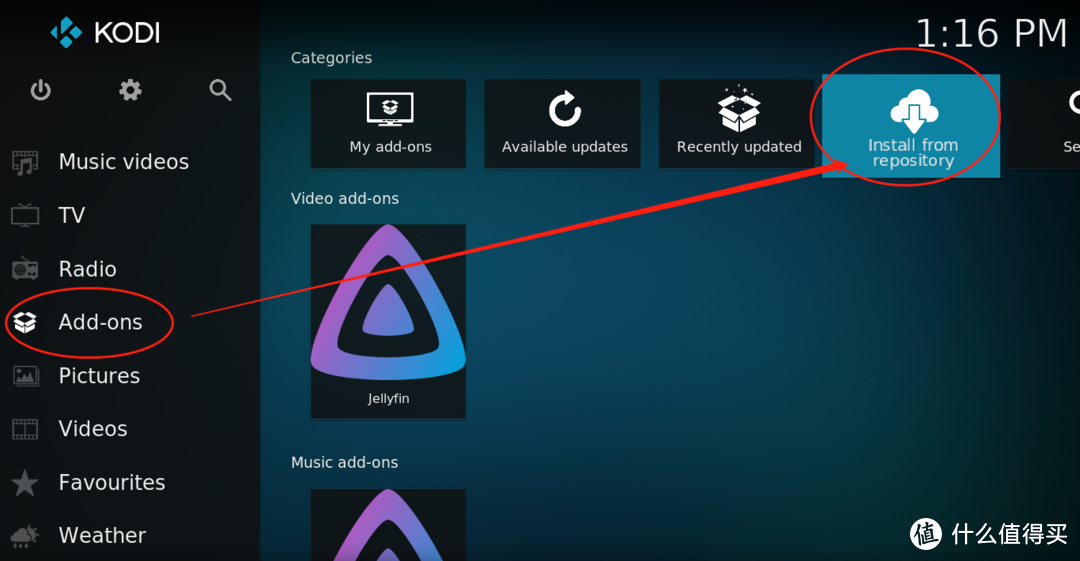 KODI
1:16 PM
Categories
My add-ons
Available updates
Recently updated
Install from
repository
Se
Music videos
TV
Radio
Add-ons
Pictures
Videos
Favourites
Weather
Video add-ons
Jellyfin
Music add-ons
值 什么值得买